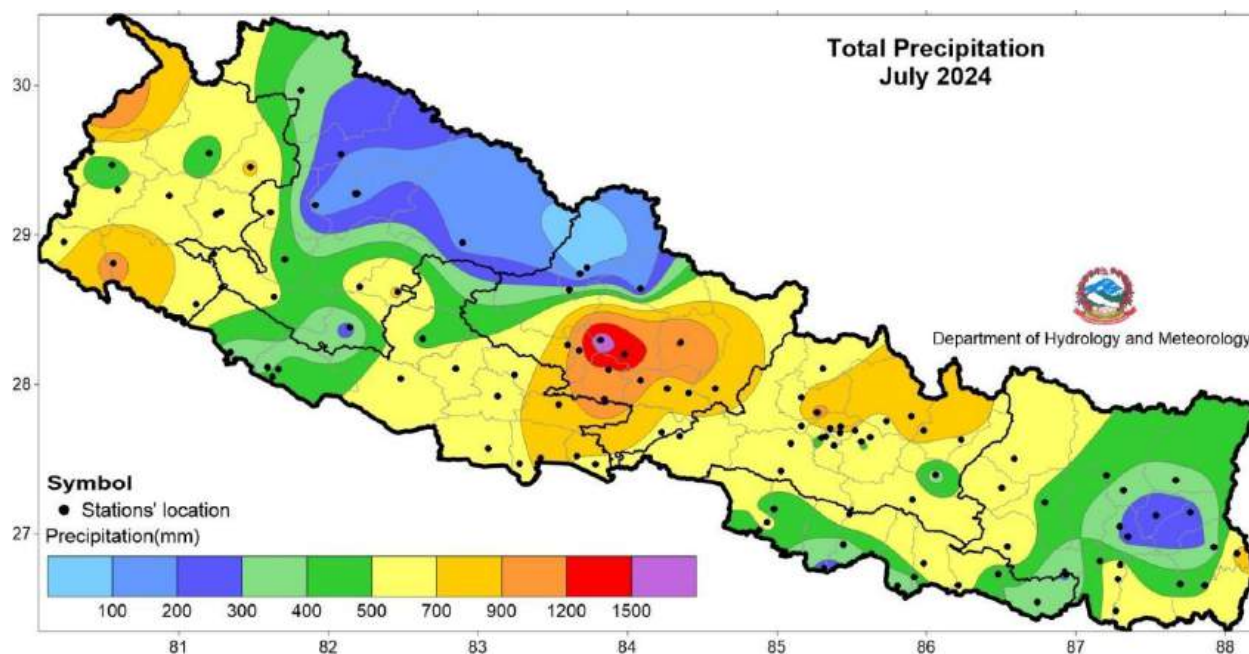 Total Precipitation
July 2024
30
29
28
27
Department of Hydrology and Meteorology
Symbol
Stations' location
Precipitation(mm)
100 200 300 400 500 700 900 1200 1500
81 82 83 84 85 86 87 88